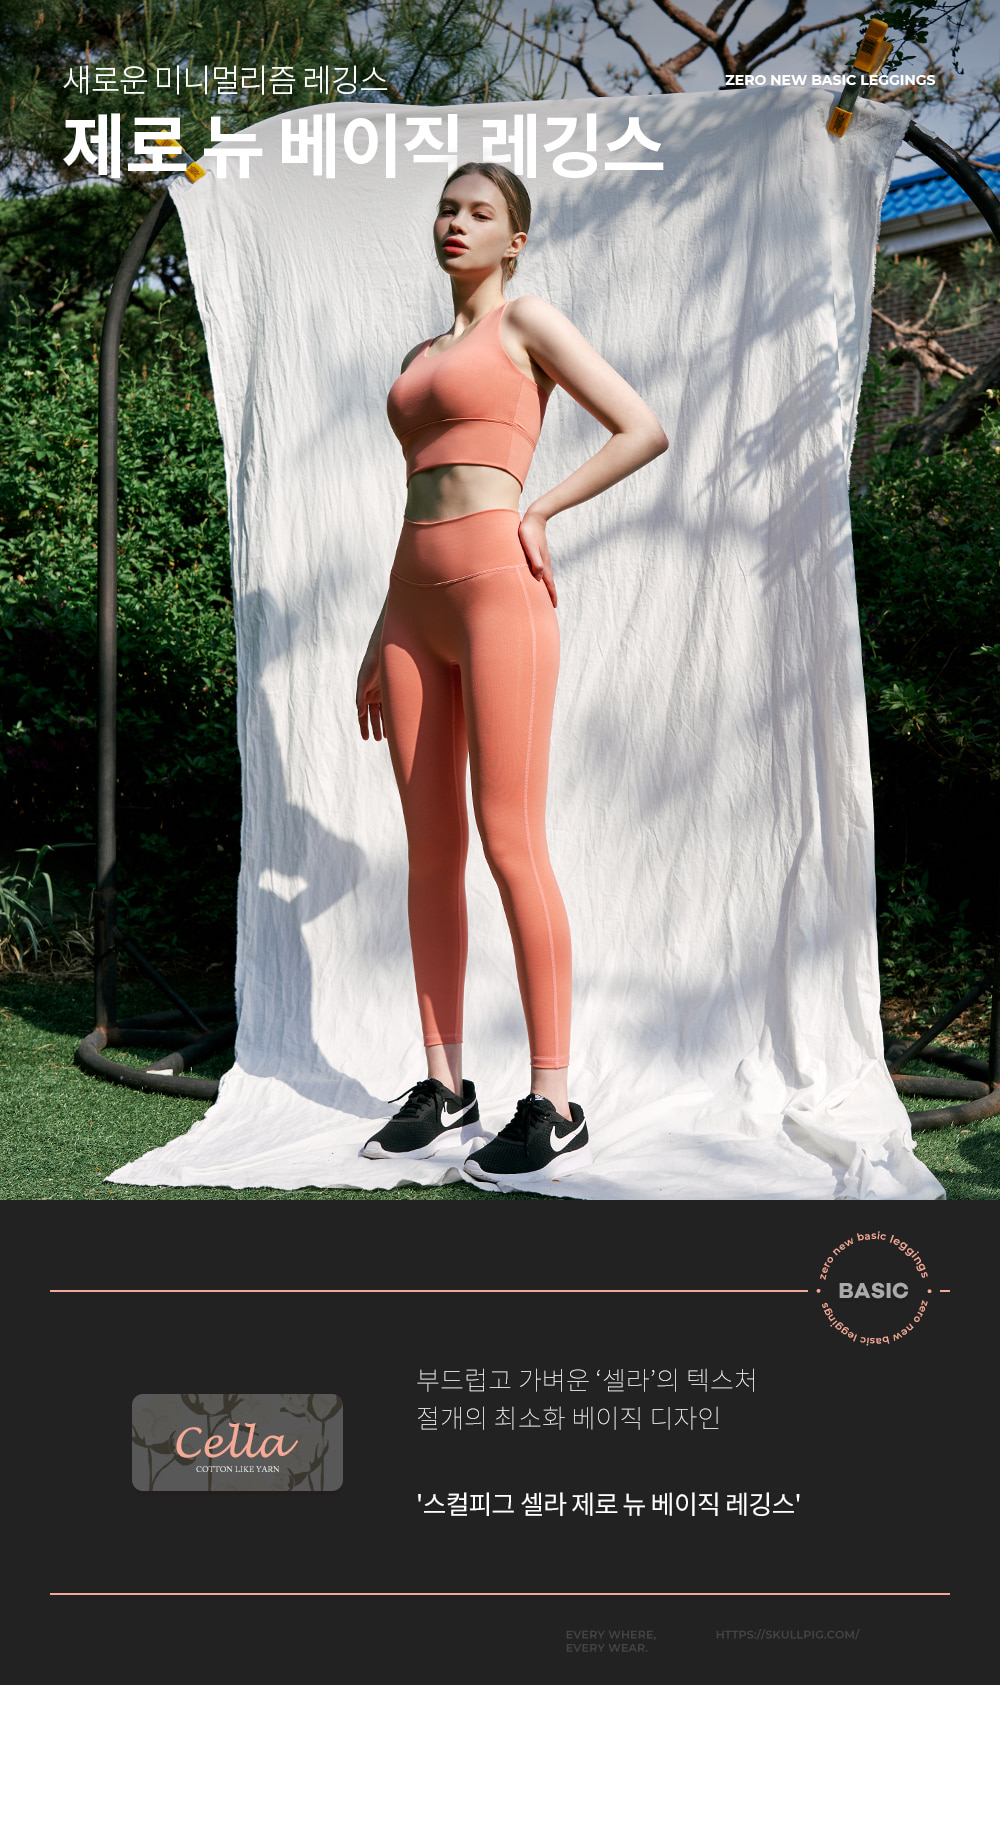 새로운 미니멀리즘 레깅스
ZERO NEW BASIC LEGGINGS
제로 뉴 베이직 레깅스
zero new basic leggings
BASIC
zero new basic leggings
부드럽고 가벼운 ‘셀라’의 텍스처
절개의 최소화 베이직 디자인
Cella
COTTON LIKE YARN
'스컬피그 셀라 제로 뉴 베이직 레깅스'
EVERY WHERE,
EVERY WEAR.
HTTPS://SKULLPIG.COM/